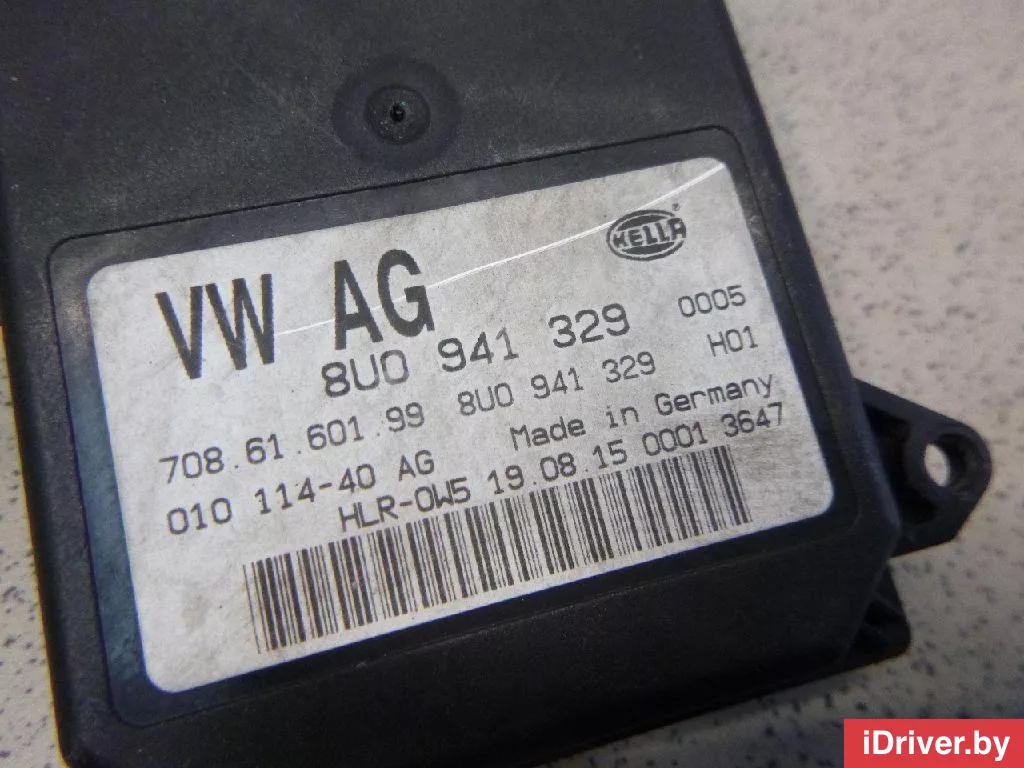 VW AG
HELLA
8U0 941 329 0005
708.61.601.99 8U0 941 329 H01
010 114-40 AG Made in Germany
HLR-0W5 19.08.15 0001 3647
iDriver.by